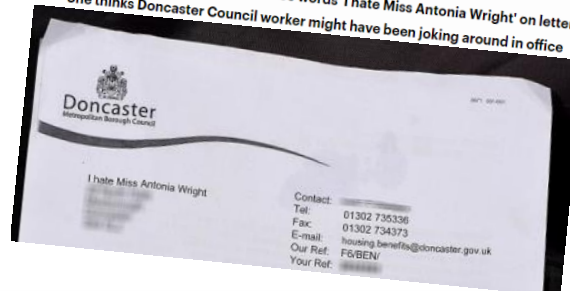 words 'I hate Miss Antonia Wright' on letter
She thinks Doncaster Council worker might have been joking around in office
Doncaster
Metropolitan Borough Council
I hate Miss Antonia Wright
Contact:
Tel: 01302 735336
Fax: 01302 734373
E-mail: housing.benefits@doncaster.gov.uk
Our Ref: F6/BEN/
Your Ref: